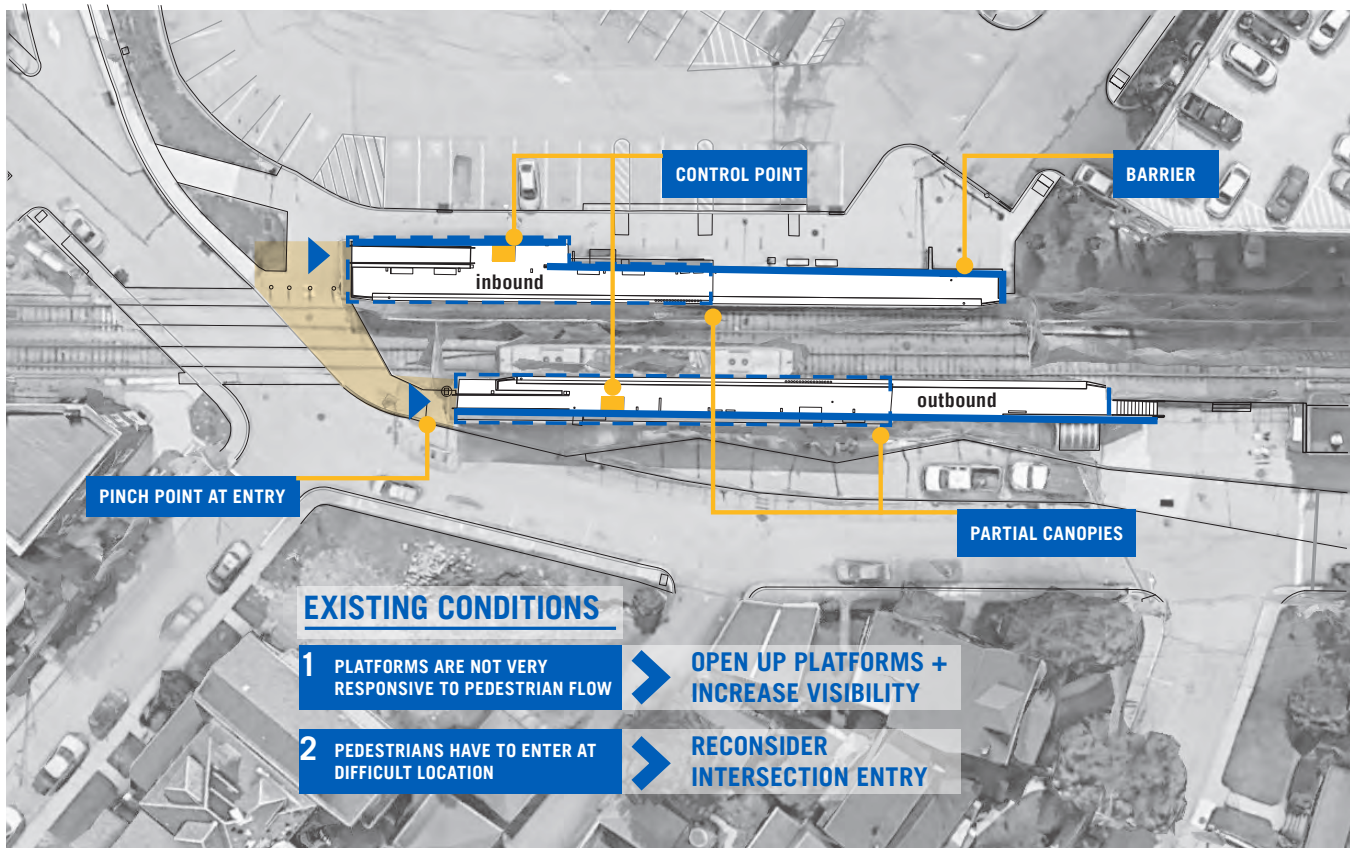 CONTROL POINT
BARRIER
inbound
outbound
PINCH POINT AT ENTRY
PARTIAL CANOPIES
EXISTING CONDITIONS
1 PLATFORMS ARE NOT VERY
RESPONSIVE TO PEDESTRIAN FLOW
OPEN UP PLATFORMS +
INCREASE VISIBILITY
2 PEDESTRIANS HAVE TO ENTER AT
DIFFICULT LOCATION
RECONSIDER
INTERSECTION ENTRY